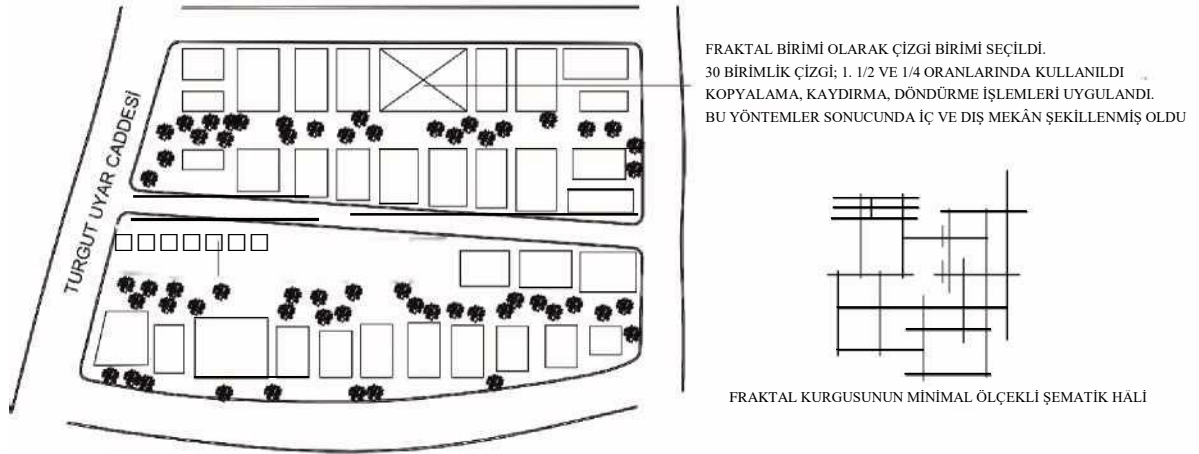 FRAKTAL BİRİMİ OLARAK ÇİZGİ BİRİMİ SEÇİLDİ.
30 BİRİMLİK ÇİZGİ; 1. 1/2 VE 1/4 ORANLARINDA KULLANILDI
KOPYALAMA, KAYDIRMA, DÖNDÜRME İŞLEMLERİ UYGULANDI.
BU YÖNTEMLER SONUCUNDA İÇ VE DIŞ MEKÂN ŞEKİLLENMİŞ OLDU
TURGUT UYAR CADDESİ
FRAKTAL KURGUSUNUN MİNİMAL ÖLÇEKLİ ŞEMATİK HÂLİ